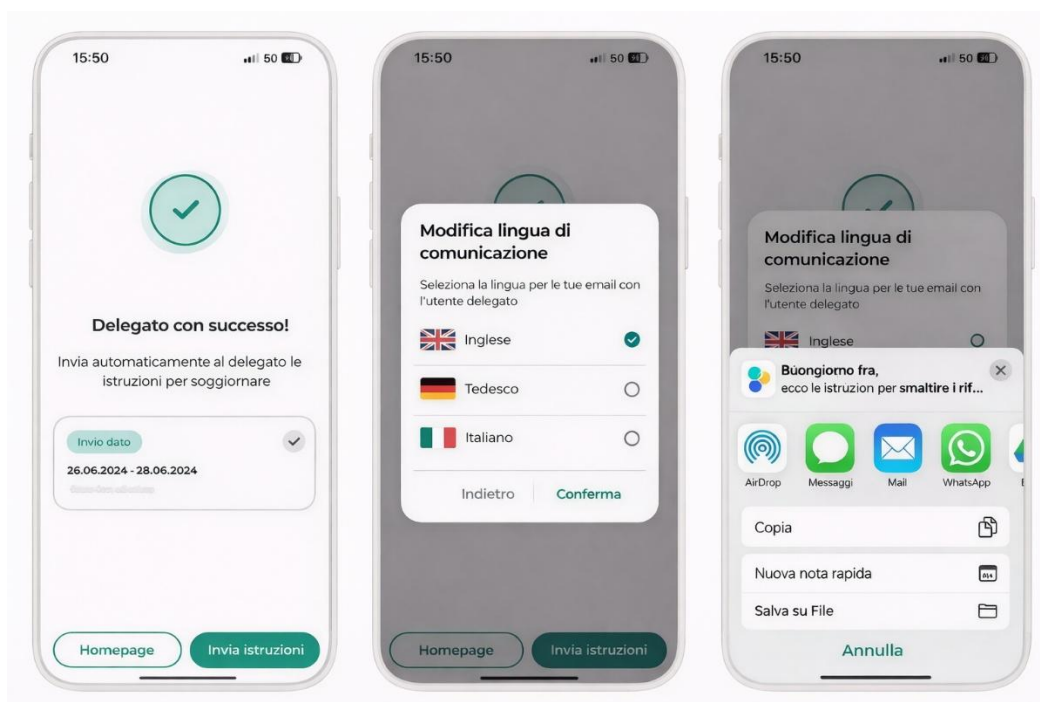 15:50
50
Delegato con successo!
Invia automaticamente al delegato le
istruzioni per soggiornare
Invio dato
26.06.2024 - 28.06.2024
Homepage
Invia istruzioni
15:50
50
Modifica lingua di
comunicazione
Seleziona la lingua per le tue email con
l'utente delegato
Inglese
Tedesco
Italiano
Indietro
Conferma
Homepage
Invia istruzioni
15:50
50
Modifica lingua di
comunicazione
Seleziona la lingua per le tue email con
l'utente delegato
Inglese
Buongiorno fra,
ecco le istruzion per smaltire i rif...
AirDrop
Messaggi
Mail
WhatsApp
Copia
Nuova nota rapida
Salva su File
Annulla